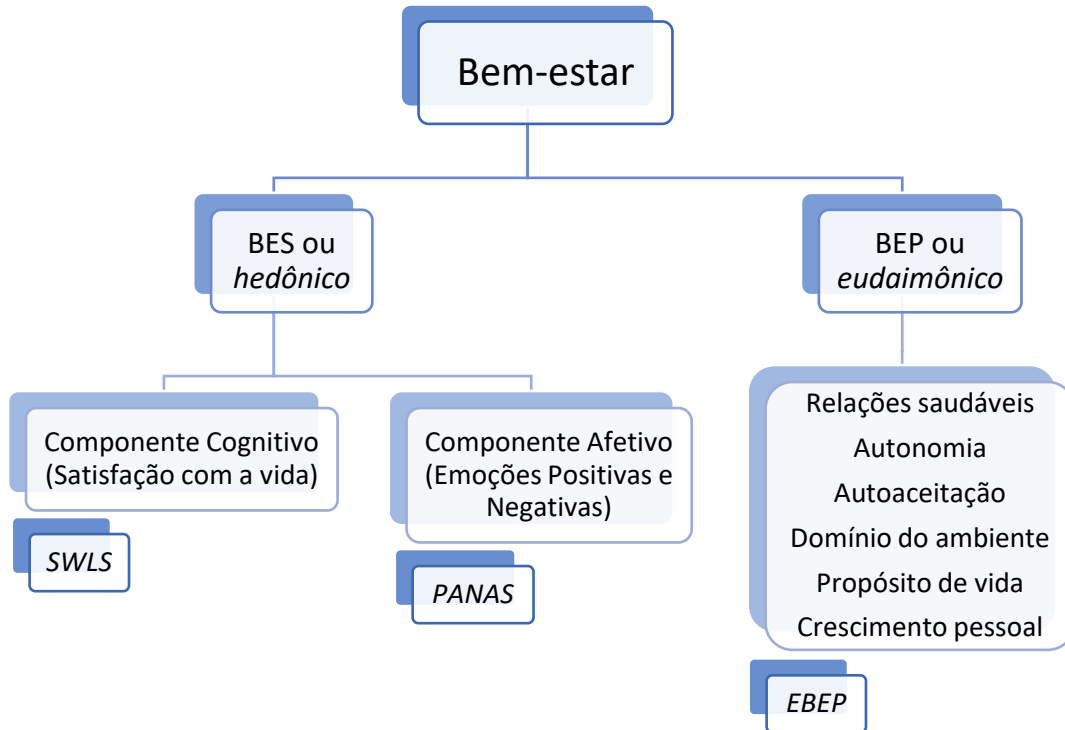 Bem-estar
BES ou
hedônico
BEP ou
eudaimônico
Componente Cognitivo
(Satisfação com a vida)
SWLS
Componente Afetivo
(Emoções Positivas e
Negativas)
PANAS
Relações saudáveis
Autonomia
Autoaceitação
Domínio do ambiente
Propósito de vida
Crescimento pessoal
EBEP